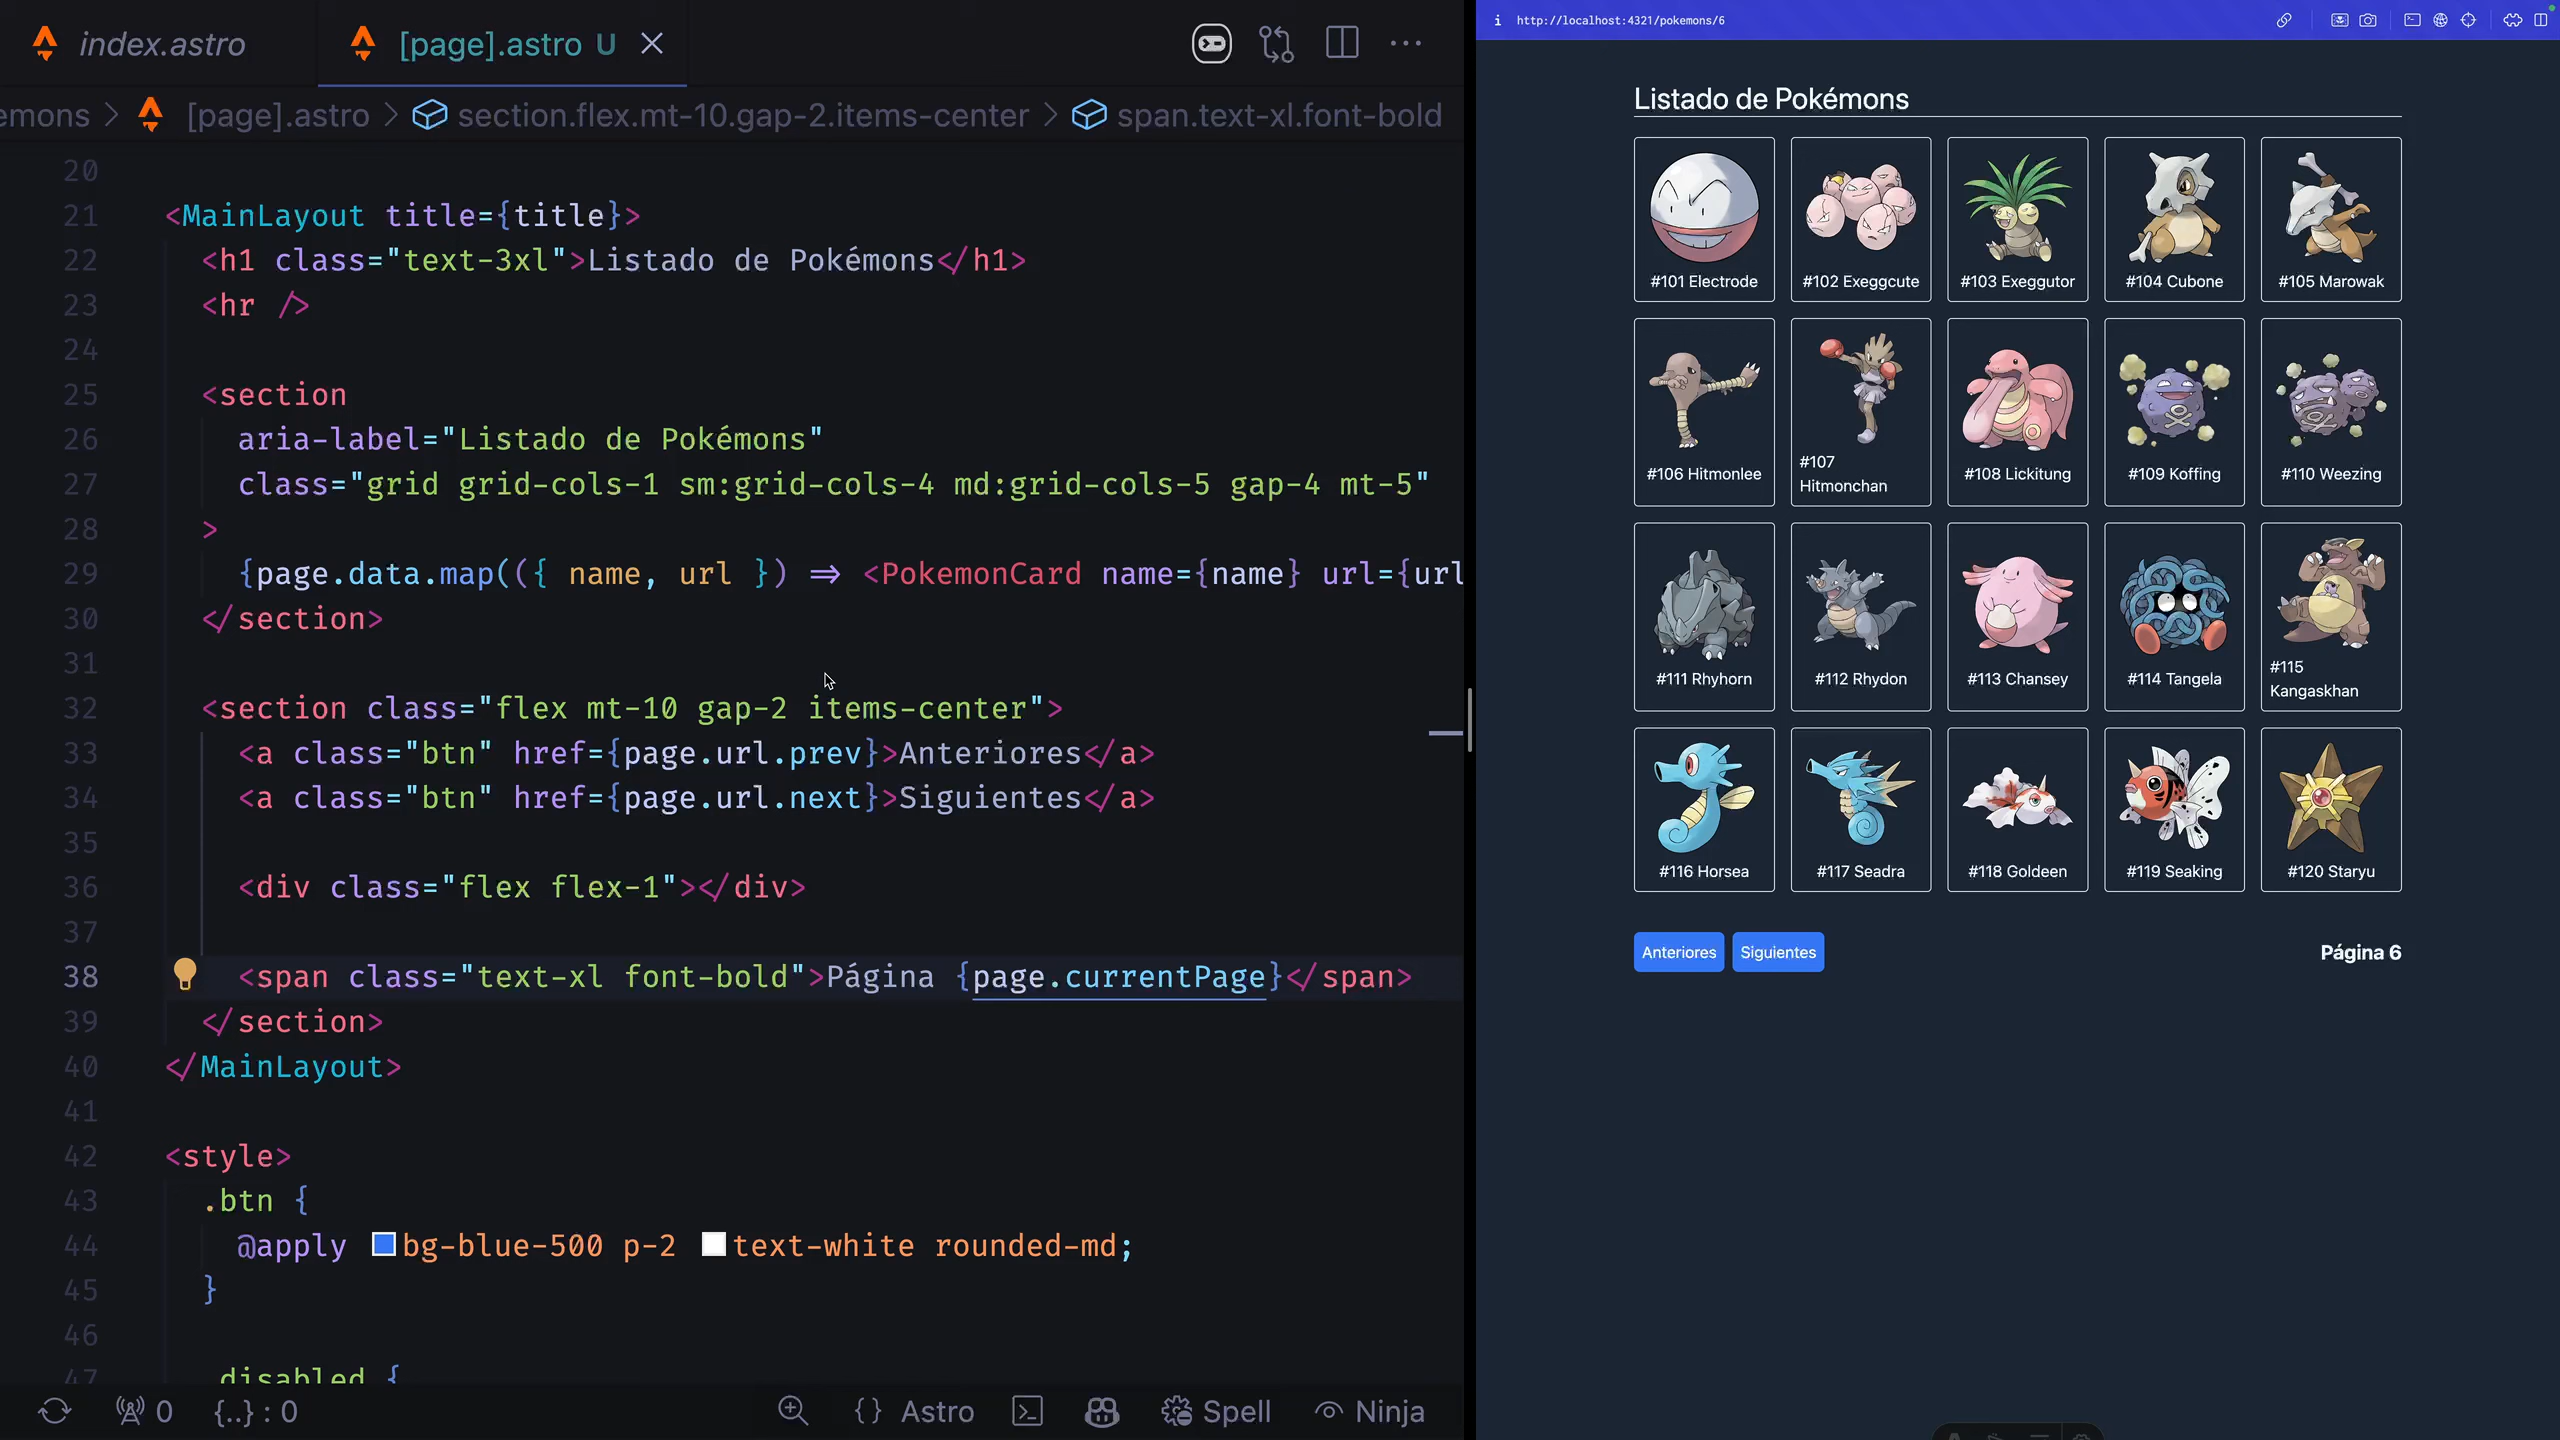 index.astro
[page].astro U
emons > [page].astro > section.flex.mt-10.gap-2.items-center > span.text-xl.font-bold
20
21 <MainLayout title={title}>
22 <h1 class="text-3xl">Listado de Pokémons</h1>
23 <hr />
24
25 <section
26 aria-label="Listado de Pokémons"
27 class="grid grid-cols-1 sm:grid-cols-4 md:grid-cols-5 gap-4 mt-5"
28 >
29 {page.data.map(({ name, url }) => <PokemonCard name={name} url={url
30 </section>
31
32 <section class="flex mt-10 gap-2 items-center">
33 <a class="btn" href={page.url.prev}>Anteriores</a>
34 <a class="btn" href={page.url.next}>Siguientes</a>
35
36 <div class="flex flex-1"></div>
37
38 <span class="text-xl font-bold">Página {page.currentPage}</span>
39 </section>
40 </MainLayout>
41
42 <style>
43 .btn {
44 @apply bg-blue-500 p-2 text-white rounded-md;
45 }
46
47 .disabled {
0
{..} : 0
{} Astro
Spell
Ninja
http://localhost:4321/pokemons/6
Listado de Pokémons
#101 Electrode
#102 Exeggcute
#103 Exeggutor
#104 Cubone
#105 Marowak
#106 Hitmonlee
#107
Hitmonchan
#108 Lickitung
#109 Koffing
#110 Weezing
#111 Rhyhorn
#112 Rhydon
#113 Chansey
#114 Tangela
#115
Kangaskhan
#116 Horsea
#117 Seadra
#118 Goldeen
#119 Seaking
#120 Staryu
Anteriores
Siguientes
Página 6